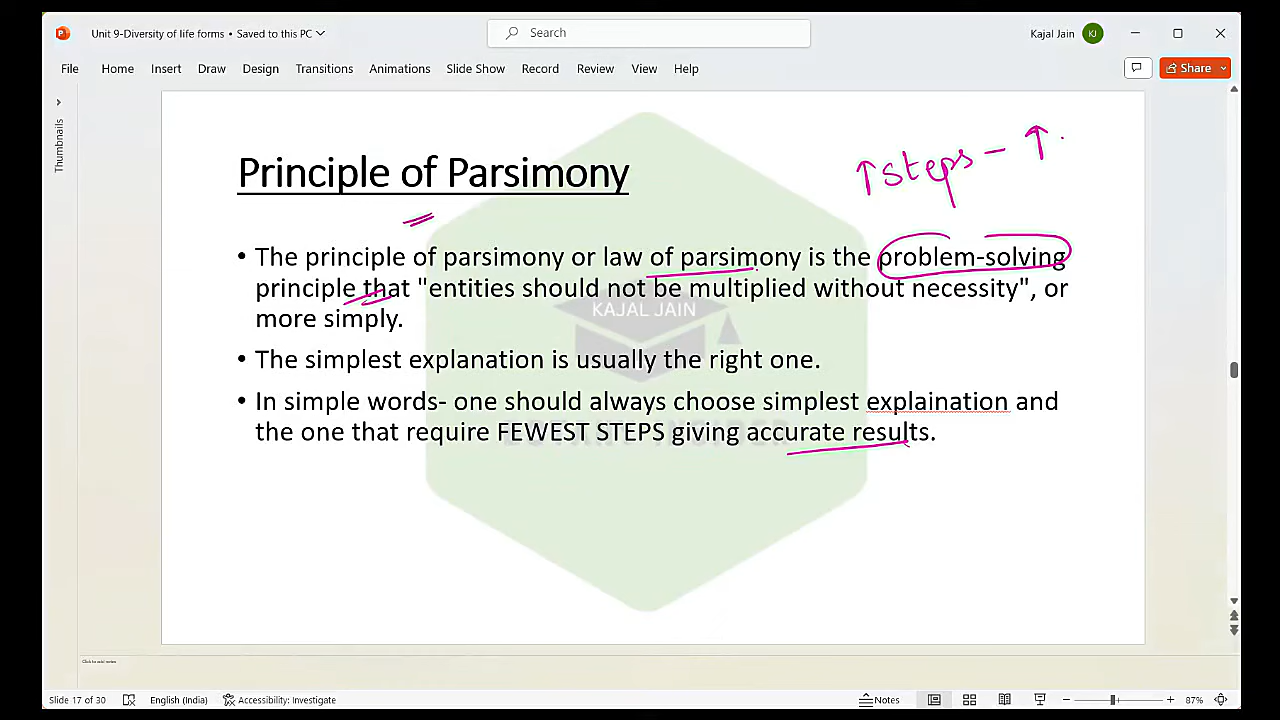 Unit 9-Diversity of life forms • Saved to this PC
Search
Kajal Jain
KJ
File Home Insert Draw Design Transitions Animations Slide Show Record Review View Help
Share
Thumbnails
↑ steps - ↑
Principle of Parsimony
• The principle of parsimony or law of parsimony is the problem-solving
principle that "entities should not be multiplied without necessity", or
more simply.
KAJAL JAIN
• The simplest explanation is usually the right one.
• In simple words- one should always choose simplest explaination and
the one that require FEWEST STEPS giving accurate results.
Click to add notes
Slide 17 of 30 English (India) Accessibility: Investigate Notes 87%